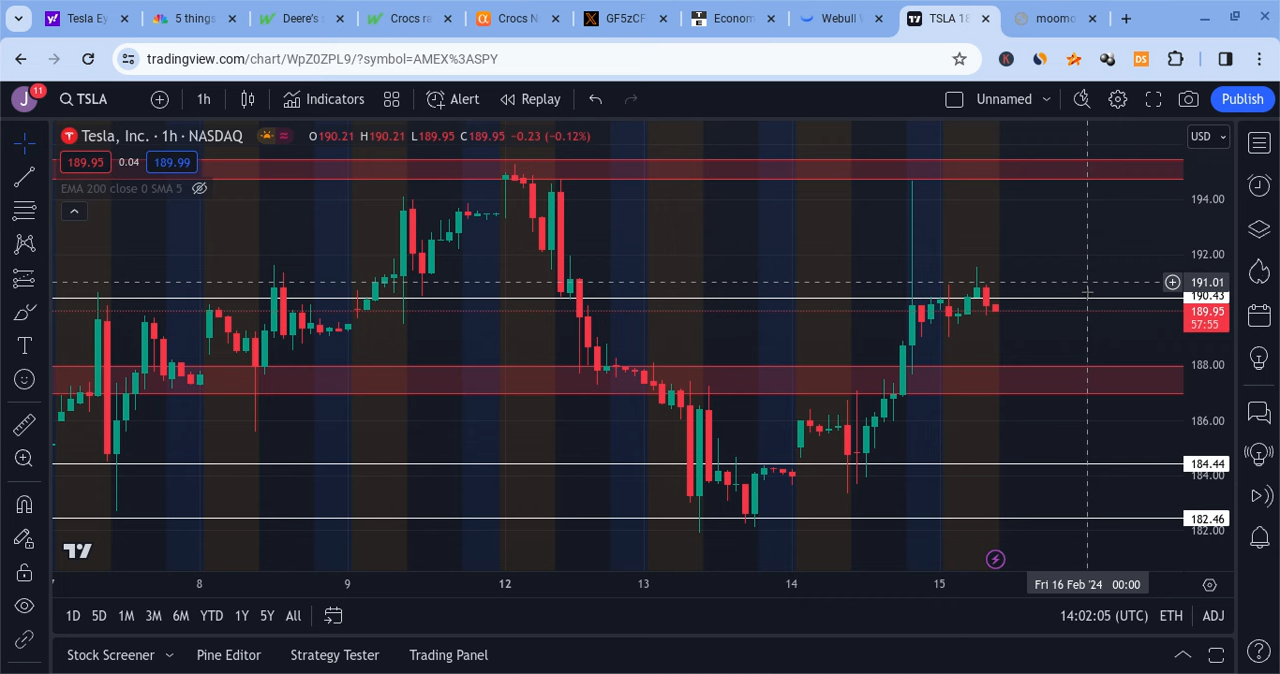 Tesla Ey
5 things
Deere's s
Crocs ra
Crocs N
GF5zCF
Econom
Webull W
TSLA 18
moomo
tradingview.com/chart/WpZ0ZPL9/?symbol=AMEX%3ASPY
K
DS
J
11
TSLA
1h
Indicators
Alert
Replay
Unnamed
Publish
Tesla, Inc. · 1h · NASDAQ
O190.21 H190.21 L189.95 C189.95 −0.23 (−0.12%)
USD
189.95 0.04 189.99
EMA 200 close 0 SMA 5
194.00
192.00
191.01
190.43
189.95
57:55
188.00
186.00
184.44
184.00
182.46
182.00
8
9
12
13
14
15
Fri 16 Feb '24 00:00
1D 5D 1M 3M 6M YTD 1Y 5Y All
14:02:05 (UTC) ETH ADJ
Stock Screener
Pine Editor
Strategy Tester
Trading Panel